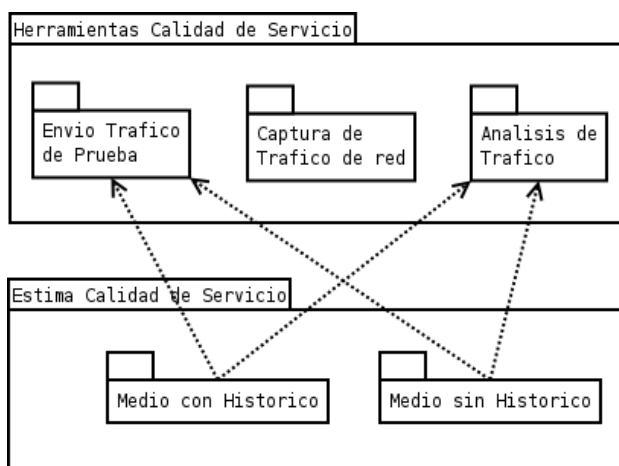 Herramientas Calidad de Servicio
Envio Trafico
de Prueba
Captura de
Trafico de red
Analisis de
Trafico
Estima Calidad de Servicio
Medio con Historico
Medio sin Historico